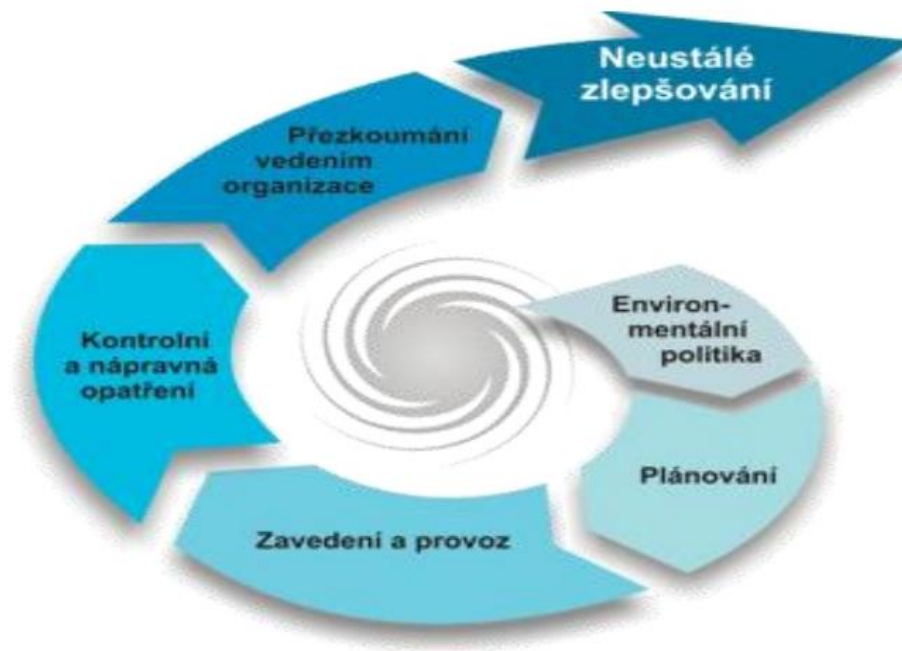 Neustálé
zlepšování
Přezkoumání
vedením
organizace
Kontrolní
a nápravná
opatření
Zavedení a provoz
Plánování
Environ-
mentální
politika